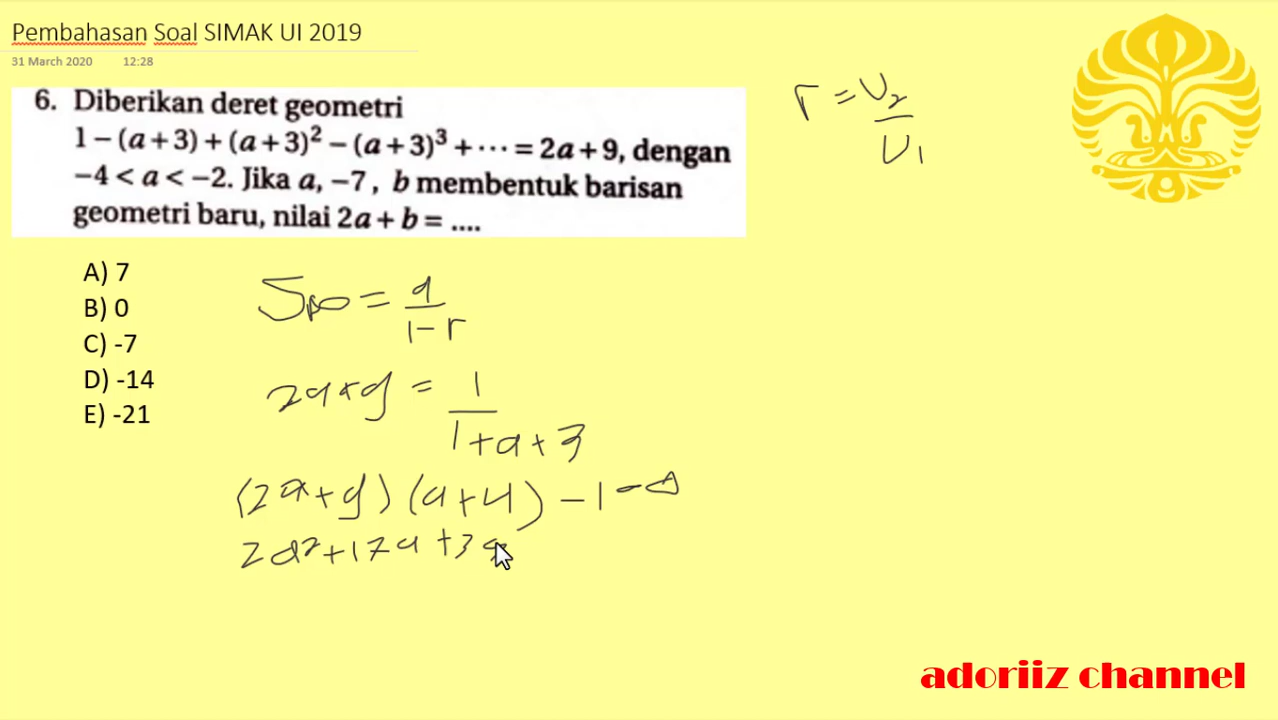 Pembahasan Soal SIMAK UI 2019
31 March 2020 12:28
6. Diberikan deret geometri
1 − (a + 3) + (a + 3)² − (a + 3)³ + ⋯ = 2a + 9, dengan
−4 < a < −2. Jika a, −7, b membentuk barisan
geometri baru, nilai 2a + b = ....
r = U₂/U₁
A) 7
B) 0
C) -7
D) -14
E) -21
S∞ = a/(1 − r)
2a + 9 = 1/(1 + a + 3)
(2a + 9) (a + 4) − 1 = 0
2a² + 17a + 3
adoriiz channel